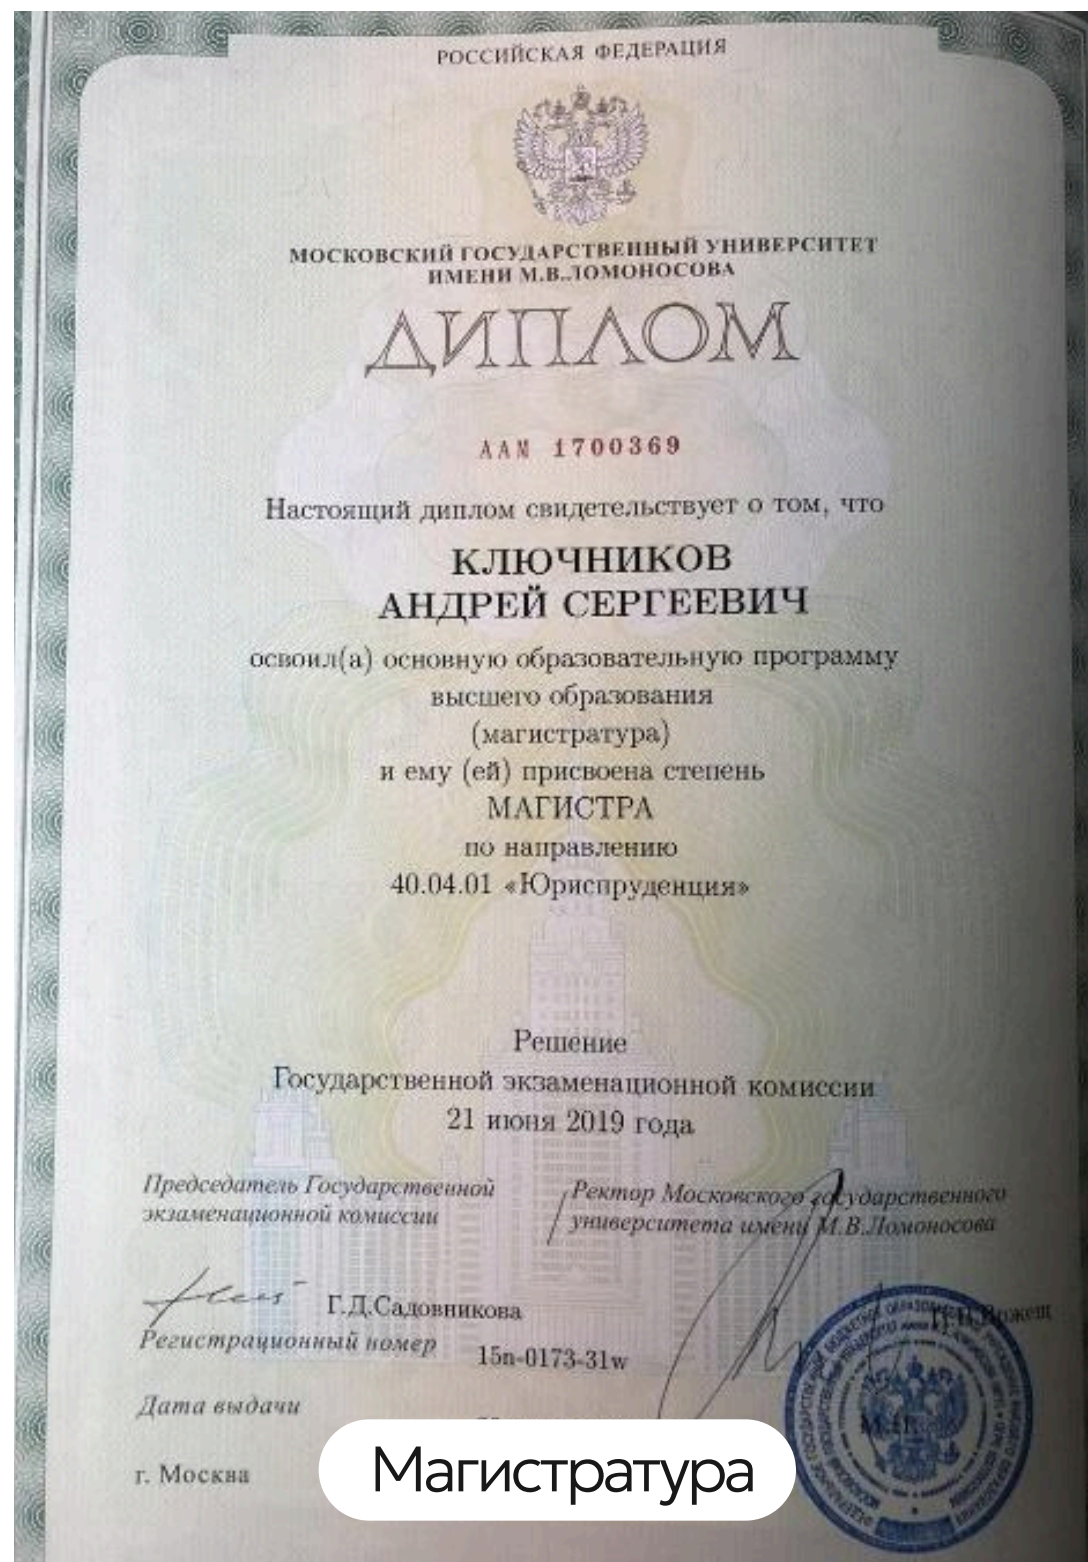 РОССИЙСКАЯ ФЕДЕРАЦИЯ
МОСКОВСКИЙ ГОСУДАРСТВЕННЫЙ УНИВЕРСИТЕТ
ИМЕНИ М.В.ЛОМОНОСОВА
ДИПЛОМ
ААМ 1700369
Настоящий диплом свидетельствует о том, что
КЛЮЧНИКОВ
АНДРЕЙ СЕРГЕЕВИЧ
освоил(а) основную образовательную программу
высшего образования
(магистратура)
и ему (ей) присвоена степень
МАГИСТРА
по направлению
40.04.01 «Юриспруденция»
Решение
Государственной экзаменационной комиссии
21 июня 2019 года
Председатель Государственной
экзаменационной комиссии
Г.Д.Садовникова
Ректор Московского государственного
университета имени М.В.Ломоносова
Регистрационный номер 15п-0173-31w
Дата выдачи
г. Москва
Магистратура